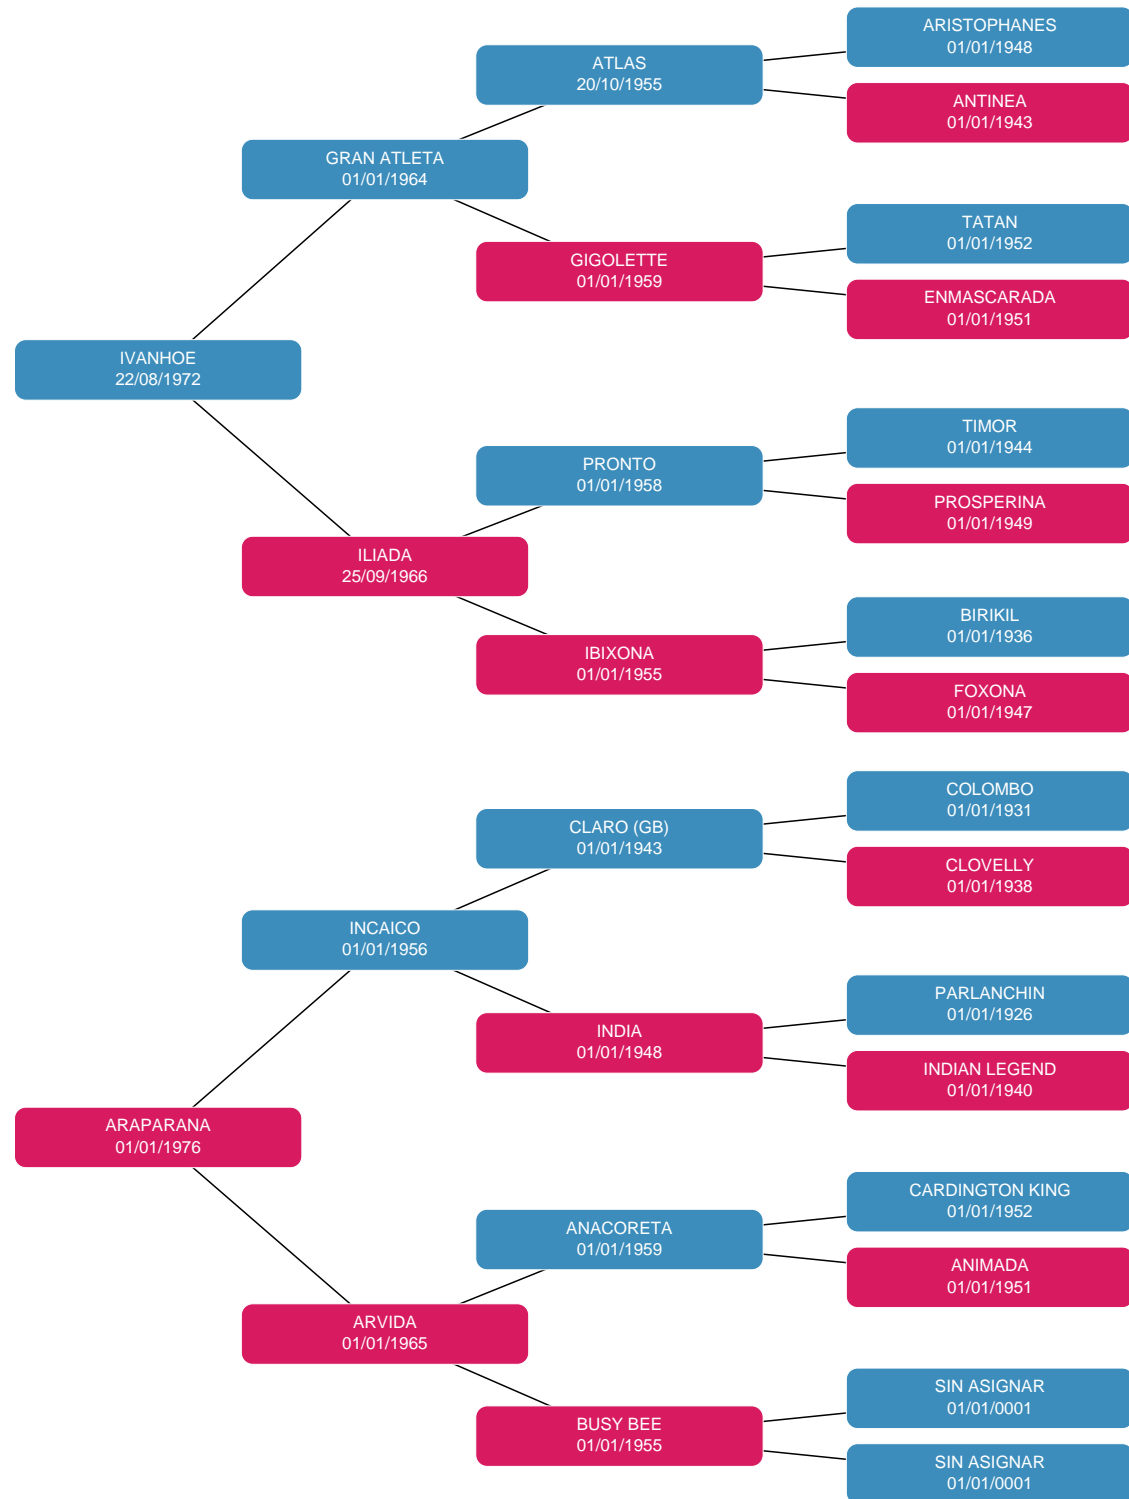 ARISTOPHANES
01/01/1948
ATLAS
20/10/1955
ANTINEA
01/01/1943
GRAN ATLETA
01/01/1964
TATAN
01/01/1952
GIGOLETTE
01/01/1959
ENMASCARADA
01/01/1951
IVANHOE
22/08/1972
TIMOR
01/01/1944
PRONTO
01/01/1958
PROSPERINA
01/01/1949
ILIADA
25/09/1966
BIRIKIL
01/01/1936
IBIXONA
01/01/1955
FOXONA
01/01/1947
COLOMBO
01/01/1931
CLARO (GB)
01/01/1943
CLOVELLY
01/01/1938
INCAICO
01/01/1956
PARLANCHIN
01/01/1926
INDIA
01/01/1948
INDIAN LEGEND
01/01/1940
ARAPARANA
01/01/1976
CARDINGTON KING
01/01/1952
ANACORETA
01/01/1959
ANIMADA
01/01/1951
ARVIDA
01/01/1965
SIN ASIGNAR
01/01/0001
BUSY BEE
01/01/1955
SIN ASIGNAR
01/01/0001